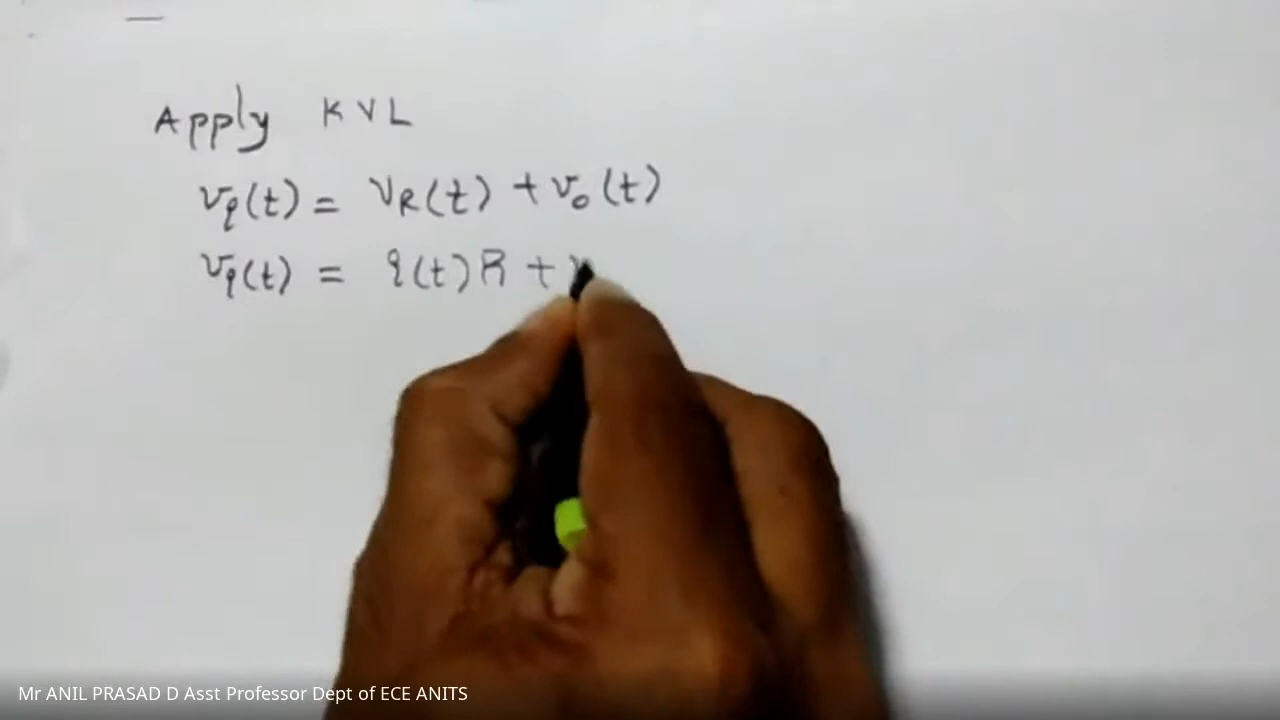 Apply KVL
vi(t) = VR(t) + vo(t)
vi(t) = i(t)R + v
Mr ANIL PRASAD D Asst Professor Dept of ECE ANITS